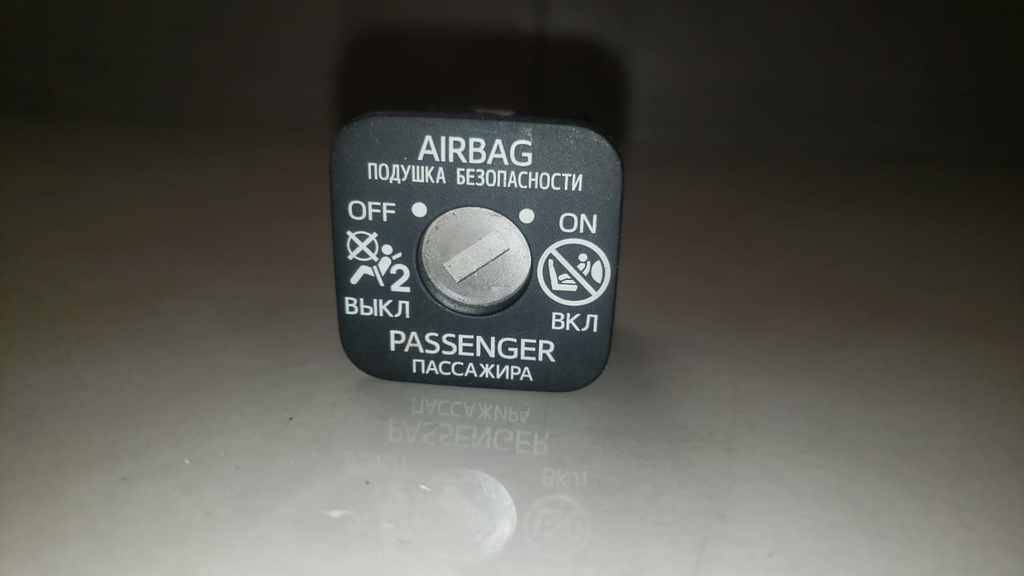 AIRBAG
ПОДУШКА БЕЗОПАСНОСТИ
OFF
ON
2
ВЫКЛ
ВКЛ
PASSENGER
ПАССАЖИРА